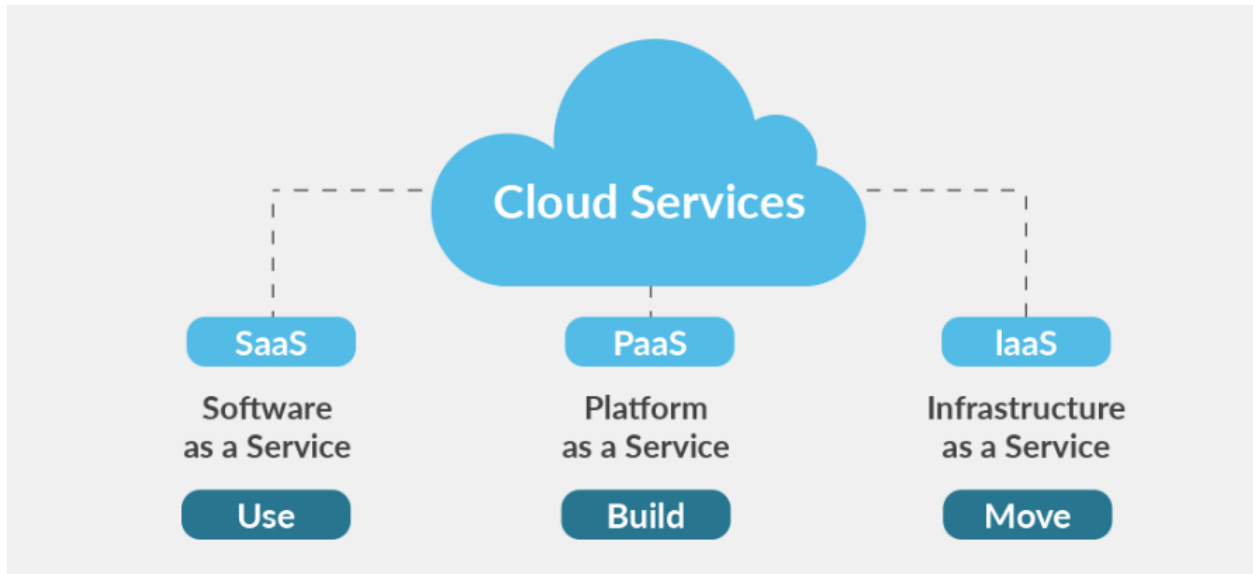 Cloud Services
SaaS
PaaS
IaaS
Software
as a Service
Platform
as a Service
Infrastructure
as a Service
Use
Build
Move